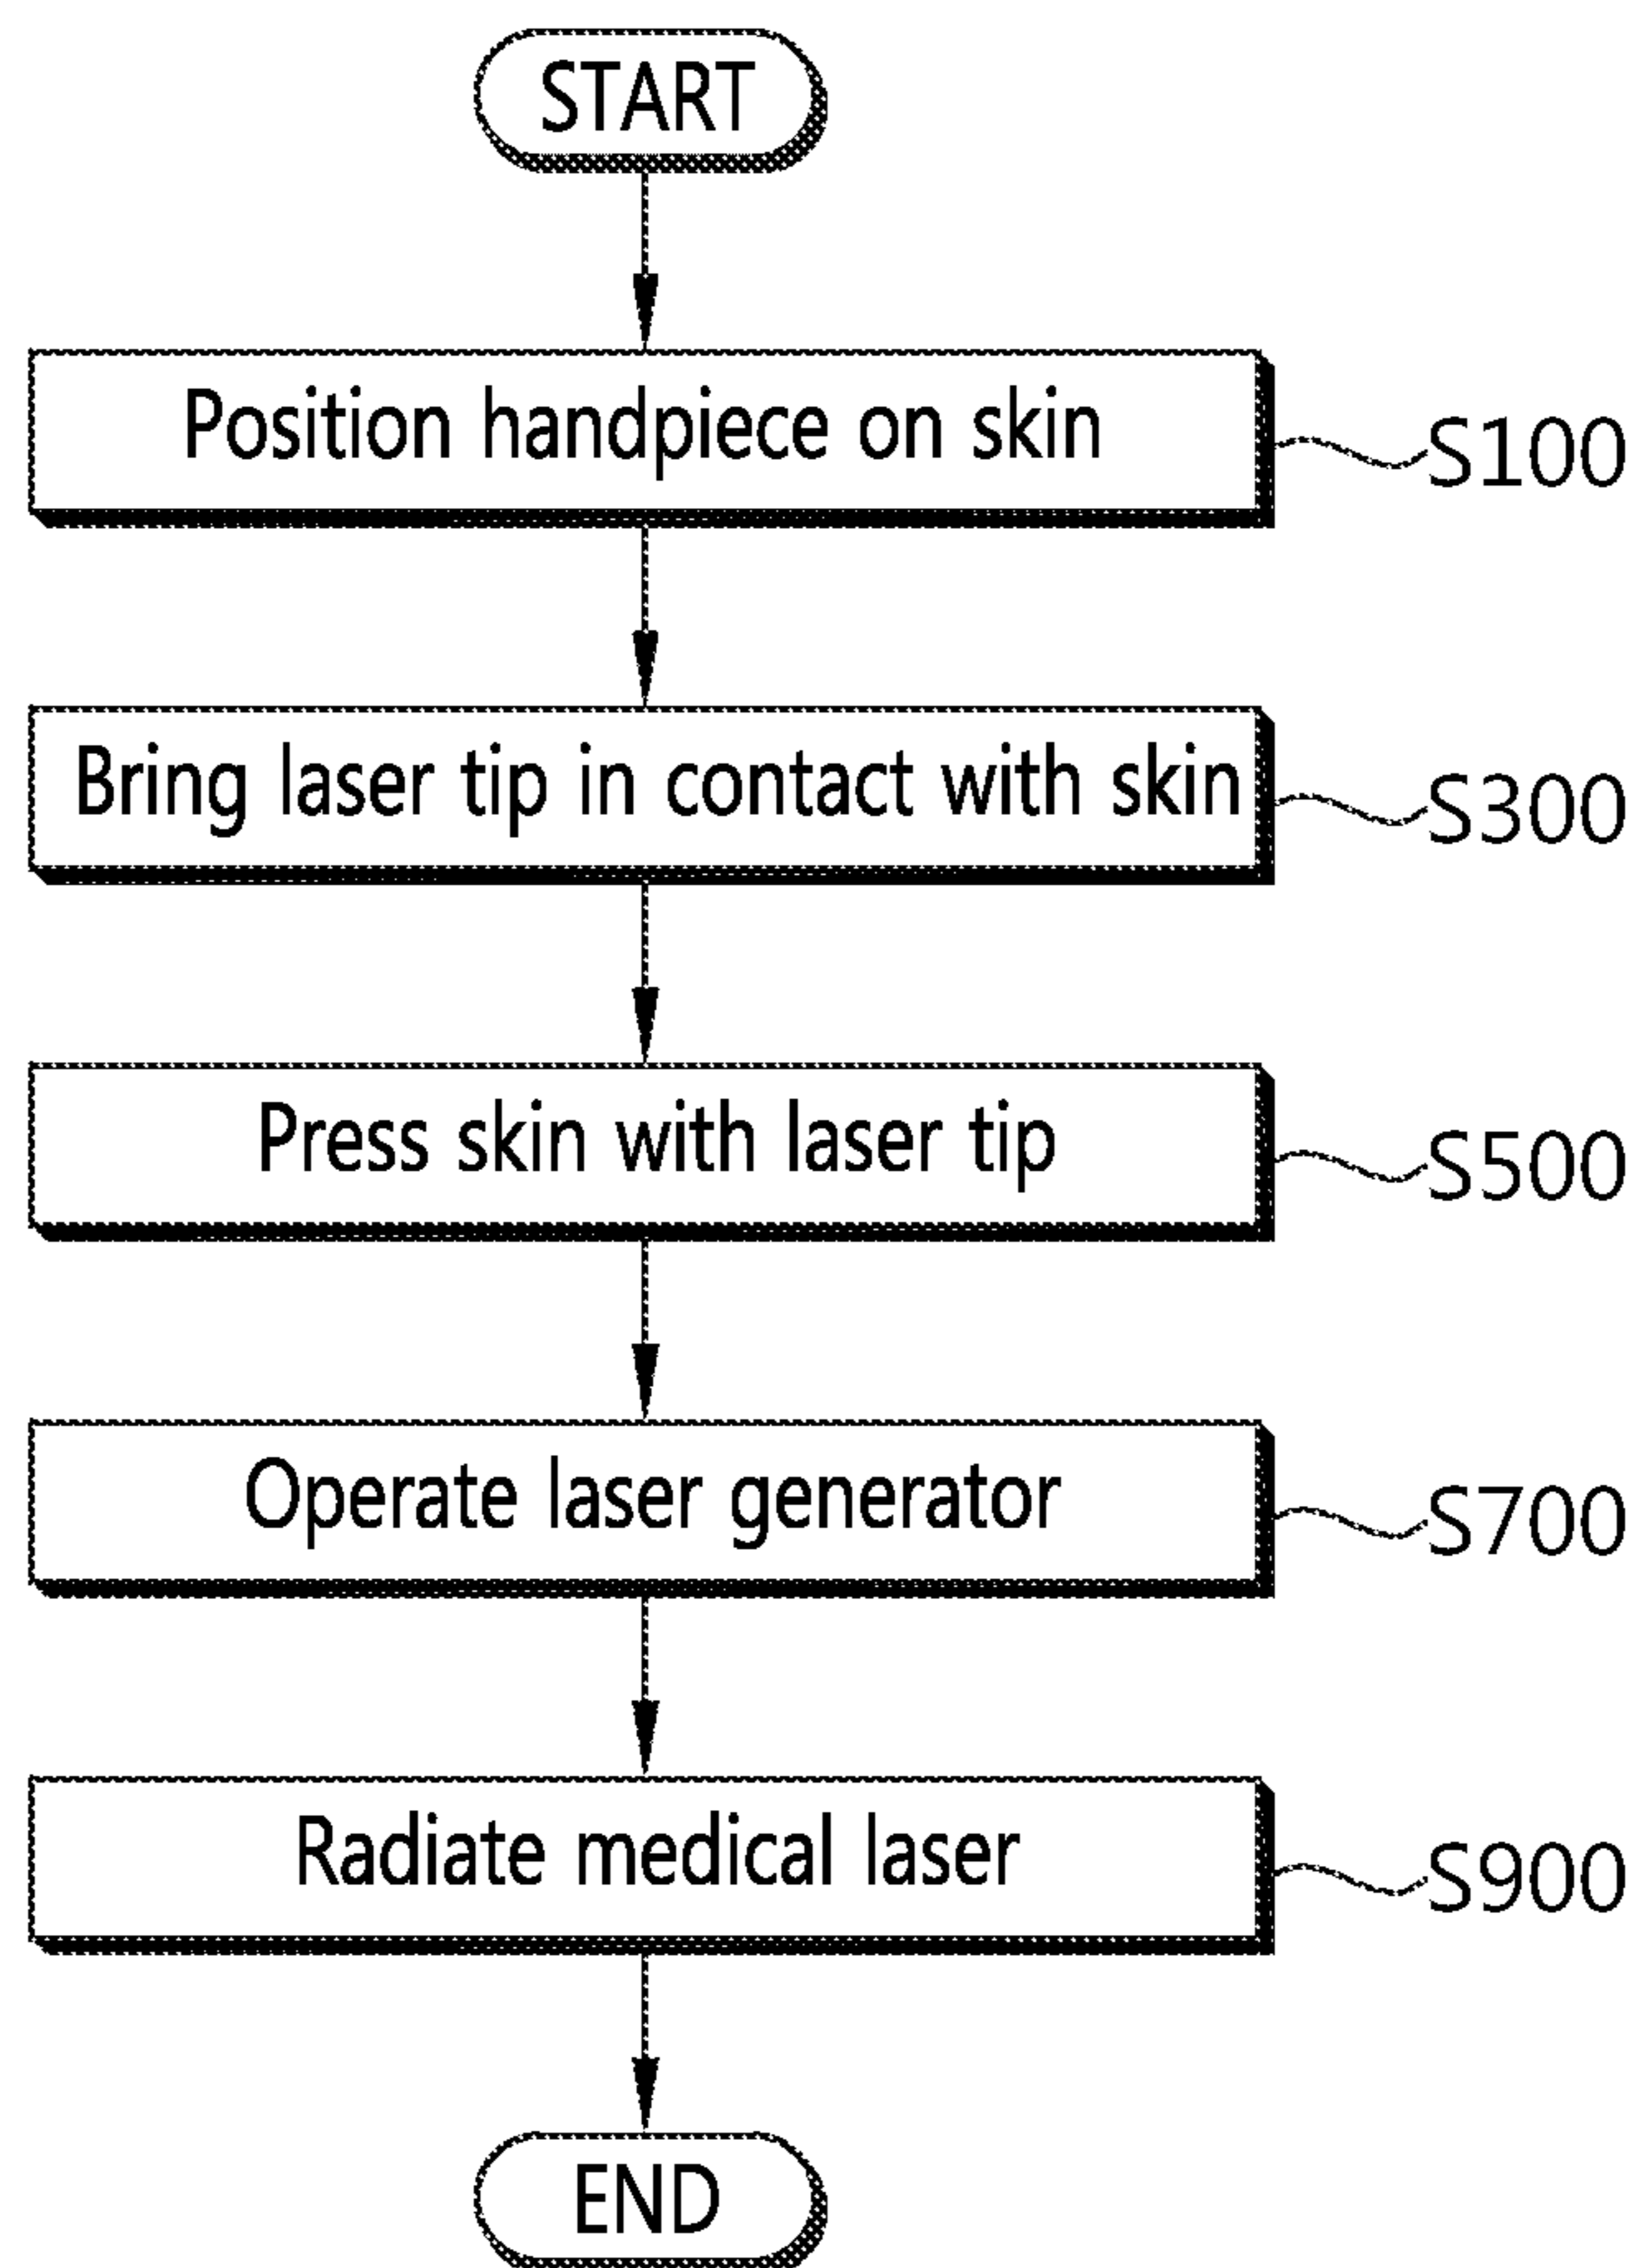 START
Position handpiece on skin
S100
Bring laser tip in contact with skin
S300
Press skin with laser tip
S500
Operate laser generator
S700
Radiate medical laser
S900
END